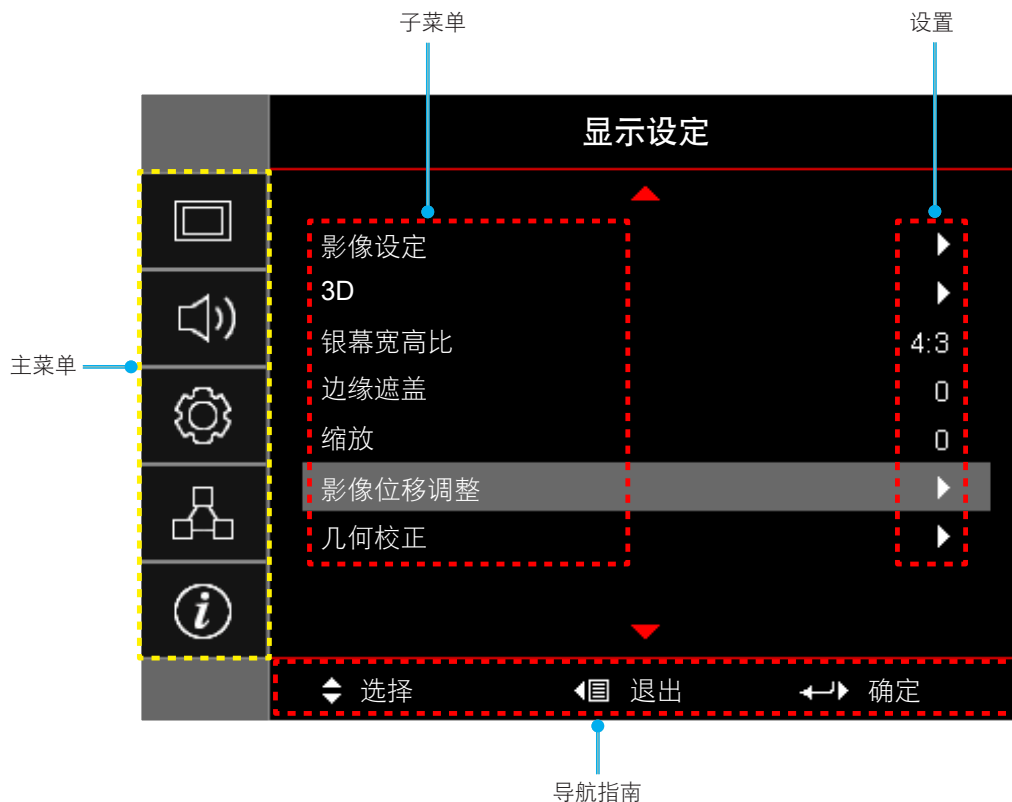 子菜单 设置
显示设定
影像设定
3D
银幕宽高比 4:3
边缘遮盖 0
主菜单
缩放 0
影像位移调整
几何校正
选择 退出 确定
导航指南